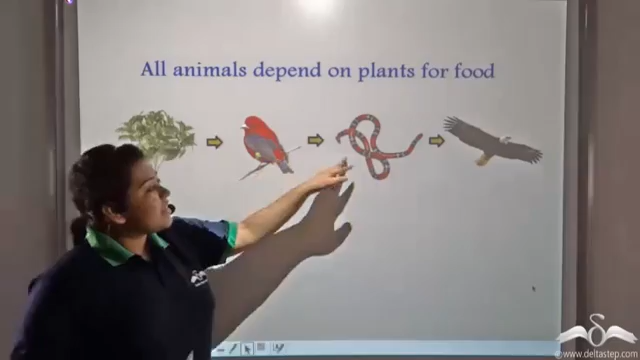 All animals depend on plants for food
©www.deltastep.com